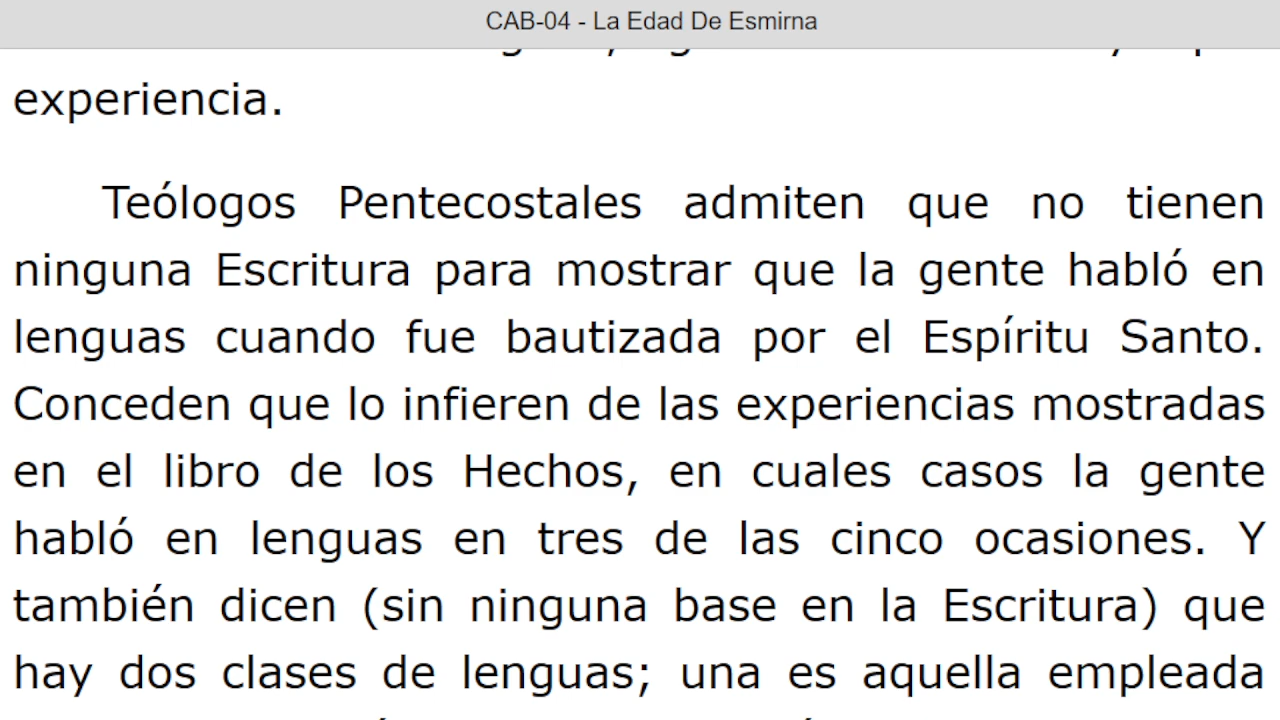 CAB-04 - La Edad De Esmirna
experiencia.
Teólogos Pentecostales admiten que no tienen
ninguna Escritura para mostrar que la gente habló en
lenguas cuando fue bautizada por el Espíritu Santo.
Conceden que lo infieren de las experiencias mostradas
en el libro de los Hechos, en cuales casos la gente
habló en lenguas en tres de las cinco ocasiones. Y
también dicen (sin ninguna base en la Escritura) que
hay dos clases de lenguas; una es aquella empleada